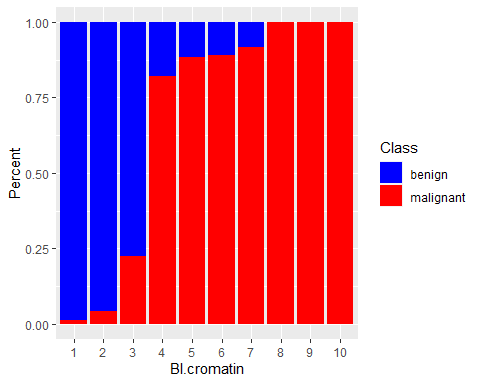 1.00
0.75
0.50
0.25
0.00
Percent
1 2 3 4 5 6 7 8 9 10
Bl.cromatin
Class
benign
malignant